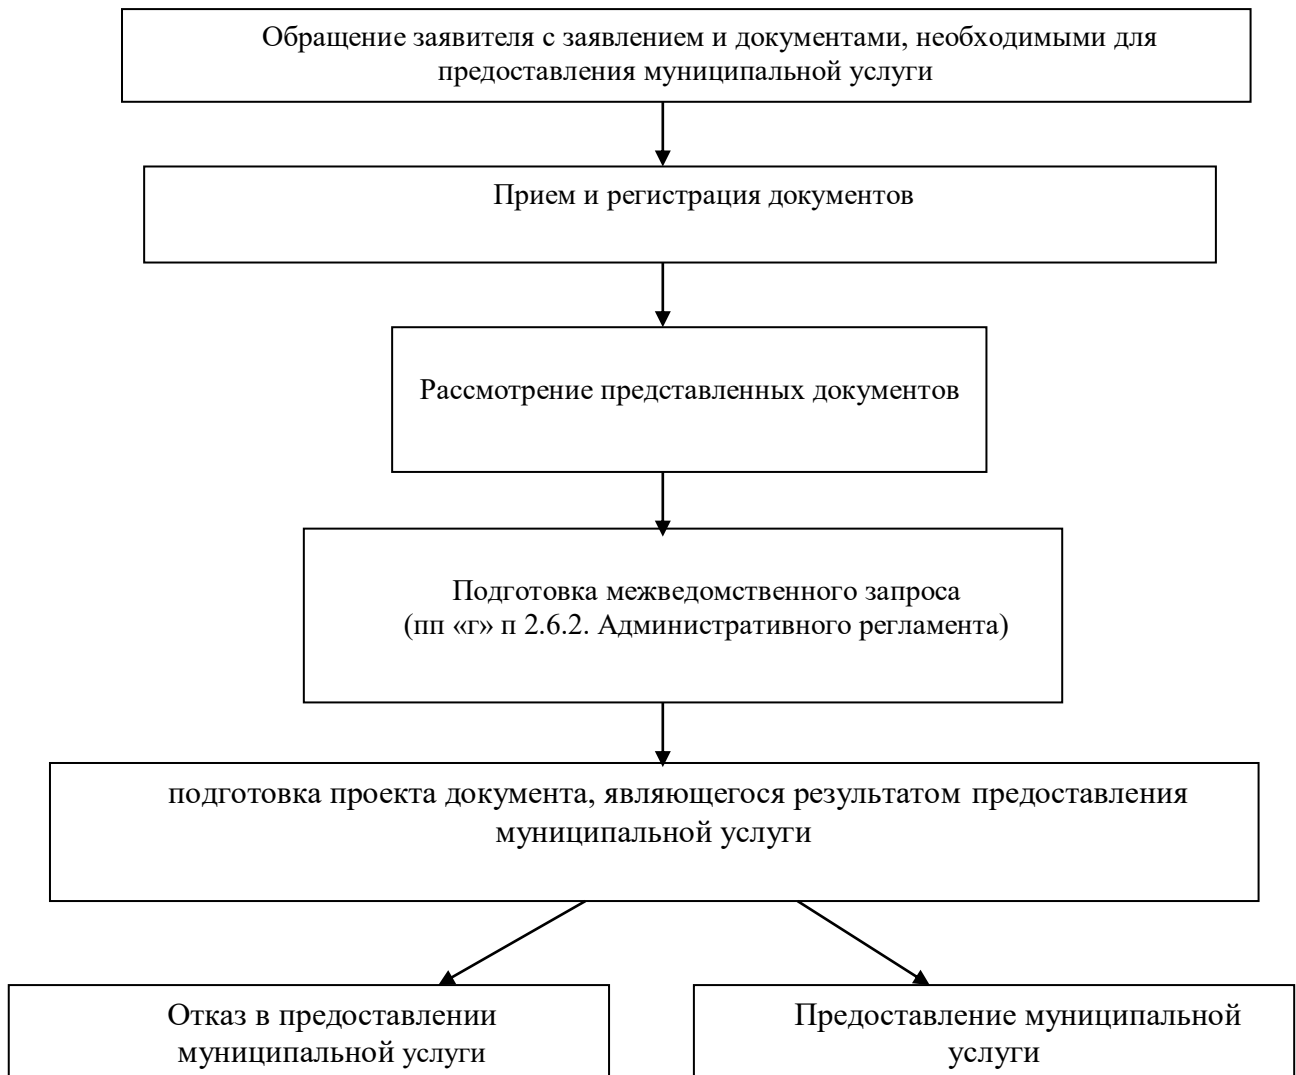 Обращение заявителя с заявлением и документами, необходимыми для
предоставления муниципальной услуги
Прием и регистрация документов
Рассмотрение представленных документов
Подготовка межведомственного запроса
(пп «г» п 2.6.2. Административного регламента)
подготовка проекта документа, являющегося результатом предоставления
муниципальной услуги
Отказ в предоставлении
муниципальной услуги
Предоставление муниципальной
услуги